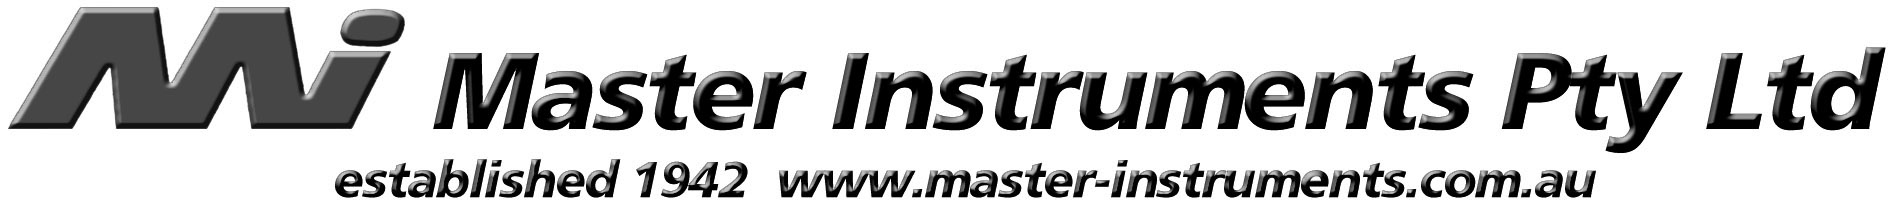 Mi Master Instruments Pty Ltd
established 1942 www.master-instruments.com.au